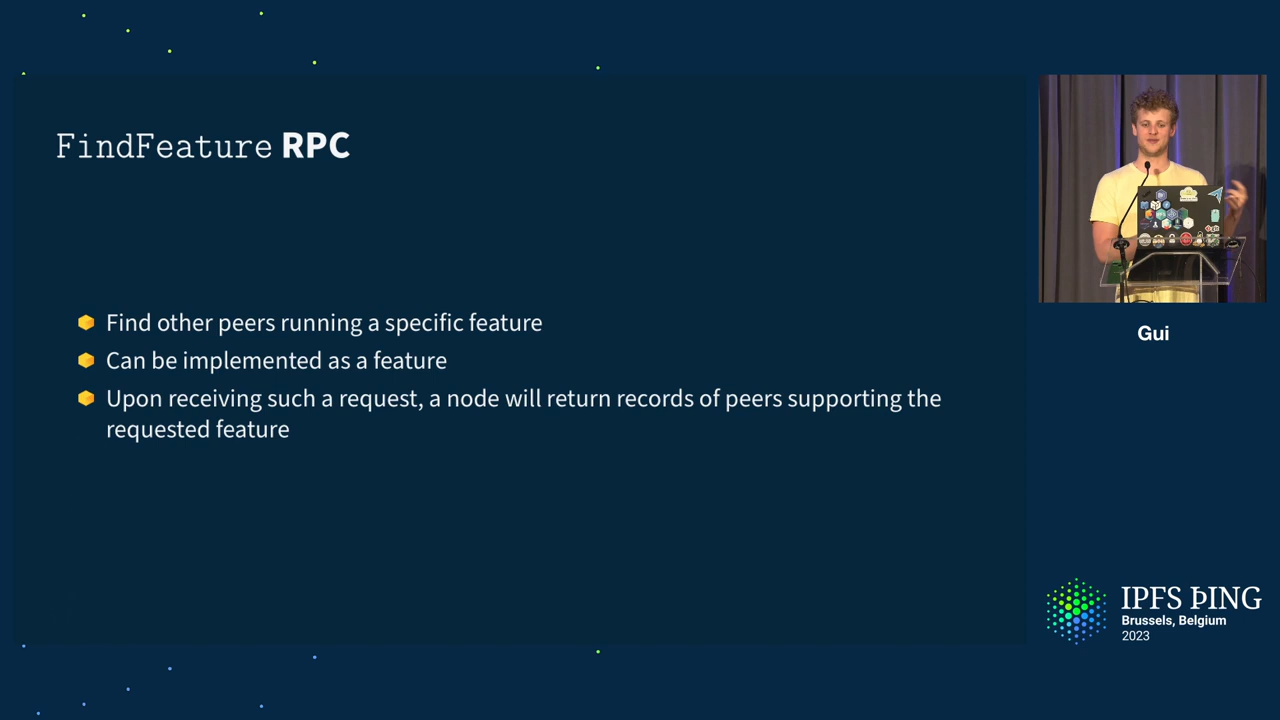 FindFeature RPC
Find other peers running a specific feature
Can be implemented as a feature
Upon receiving such a request, a node will return records of peers supporting the
requested feature
Gui
IPFS ÞING
Brussels, Belgium
2023